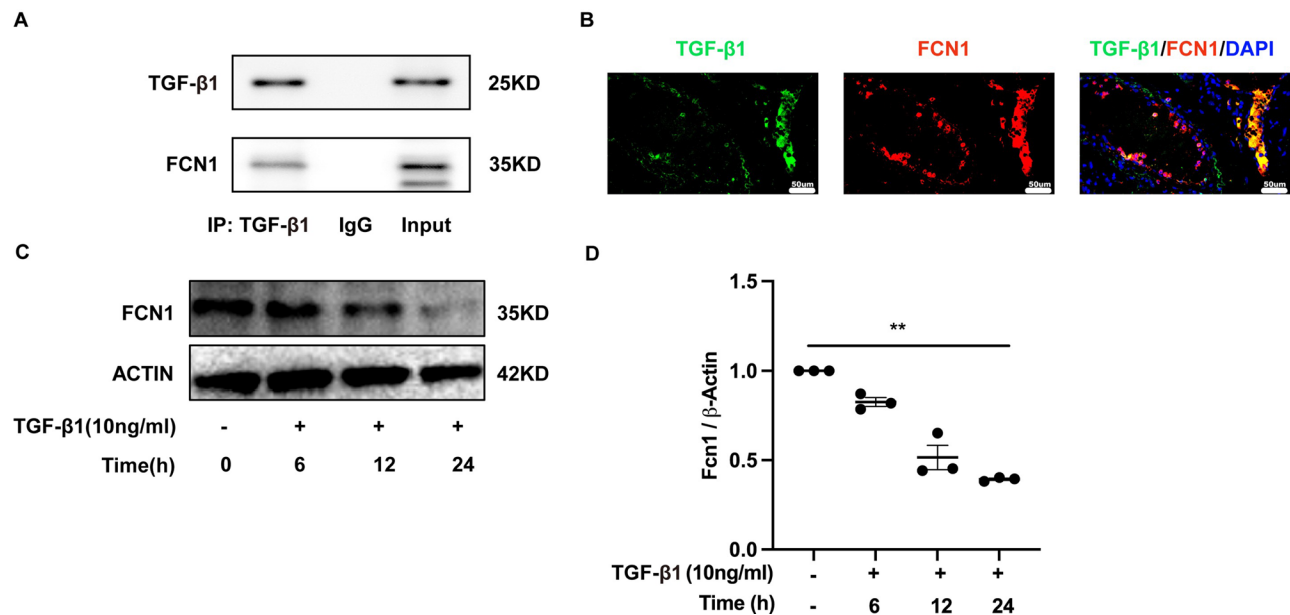 A
TGF-β1
25KD
FCN1
35KD
IP: TGF-β1 IgG Input
B
TGF-β1 FCN1 TGF-β1/FCN1/DAPI
50um 50um 50um
C
FCN1
35KD
ACTIN
42KD
TGF-β1(10ng/ml) - + + +
Time(h) 0 6 12 24
D
Fcn1 / β-Actin
1.5
**
1.0
0.5
0.0
TGF-β1 (10ng/ml) - + + +
Time (h) - 6 12 24